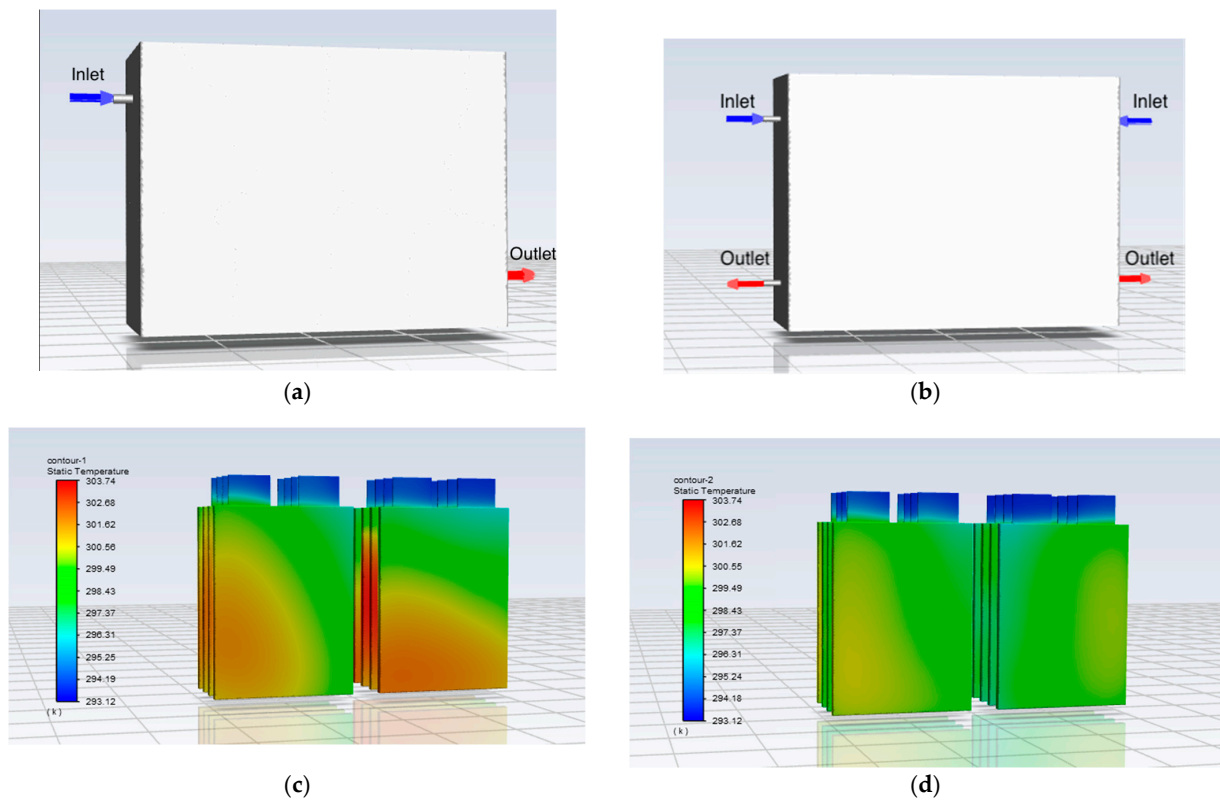 Inlet
Outlet
(a)
Inlet
Inlet
Outlet
Outlet
(b)
contour-1
Static Temperature
303.74
302.68
301.62
300.56
299.49
298.43
297.37
296.31
295.25
294.19
293.12
( k )
(c)
contour-2
Static Temperature
303.74
302.68
301.62
300.55
299.49
298.43
297.37
296.31
295.24
294.18
293.12
( k )
(d)